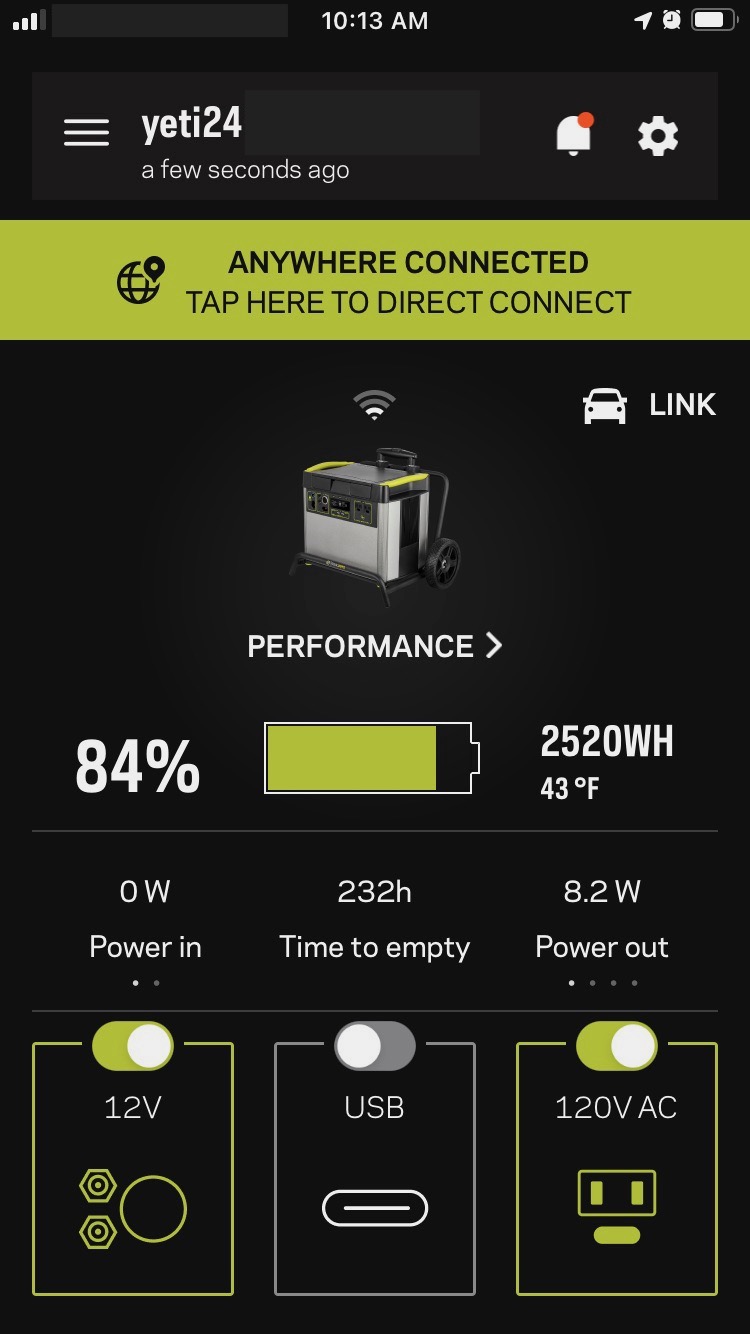 10:13 AM
yeti24
a few seconds ago
ANYWHERE CONNECTED
TAP HERE TO DIRECT CONNECT
LINK
PERFORMANCE
84%
2520WH
43 °F
0 W
232h
8.2 W
Power in
Time to empty
Power out
12V
USB
120V AC